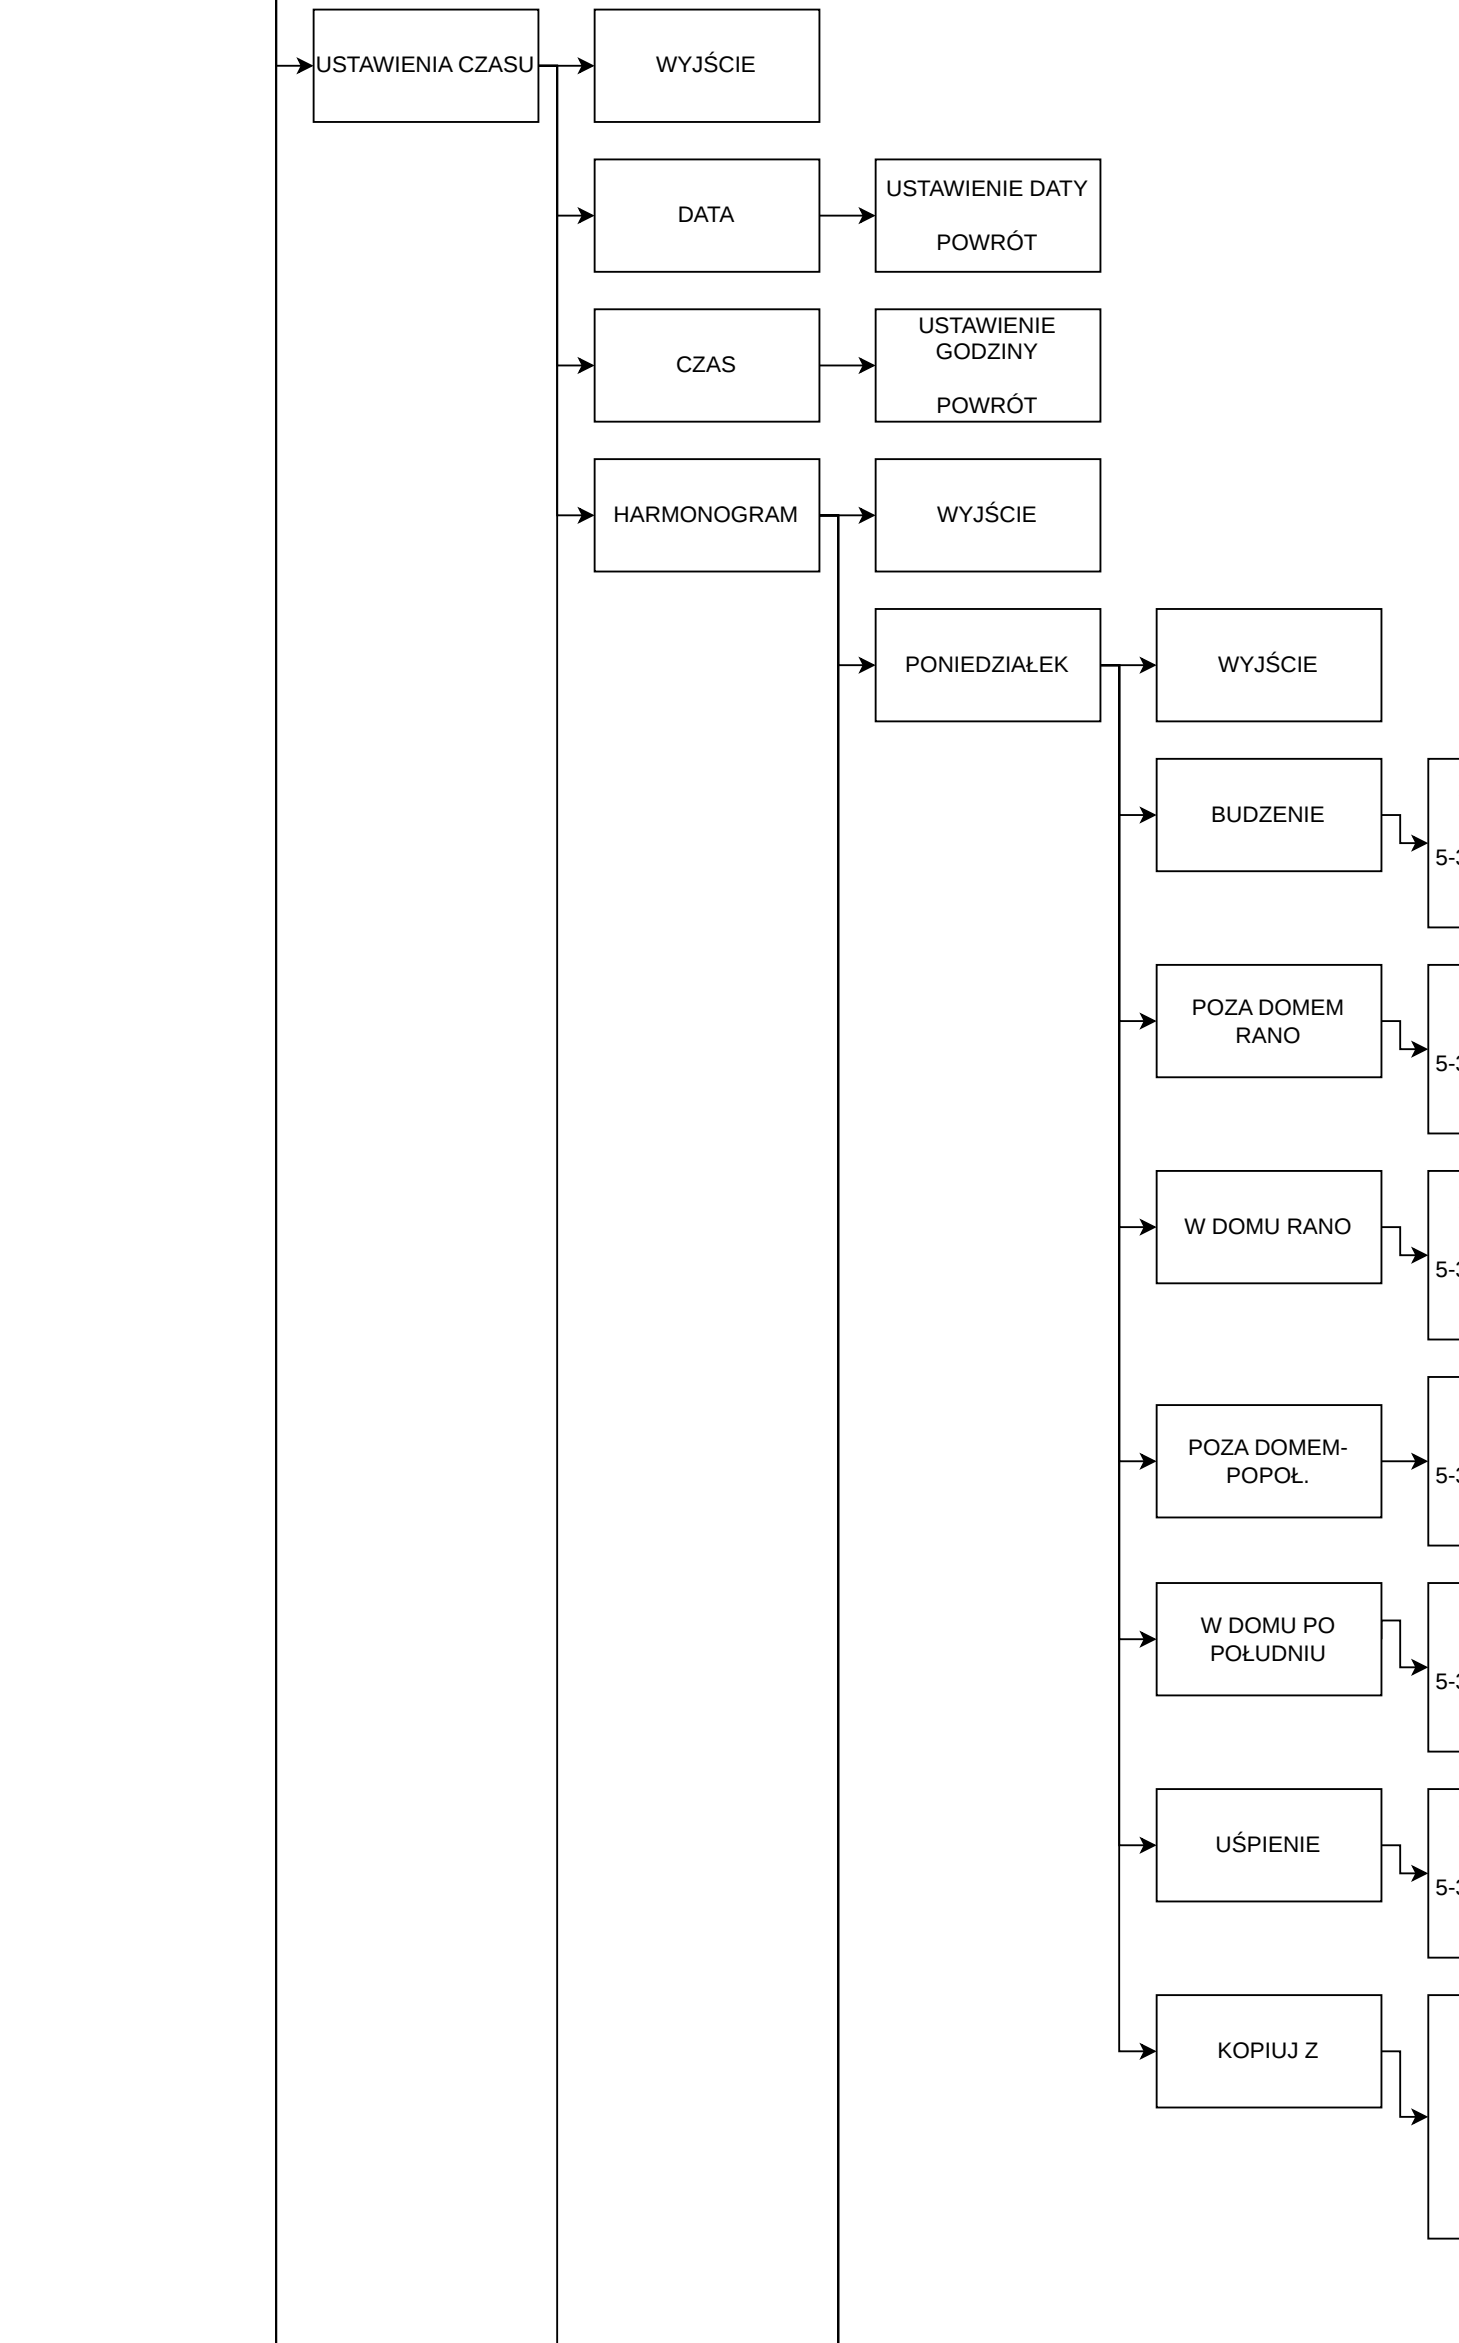 USTAWIENIA CZASU
WYJŚCIE
DATA
USTAWIENIE DATY
POWRÓT
CZAS
USTAWIENIE
GODZINY
POWRÓT
HARMONOGRAM
WYJŚCIE
PONIEDZIAŁEK
WYJŚCIE
BUDZENIE
POZA DOMEM
RANO
W DOMU RANO
POZA DOMEM-
POPOŁ.
W DOMU PO
POŁUDNIU
UŚPIENIE
KOPIUJ Z